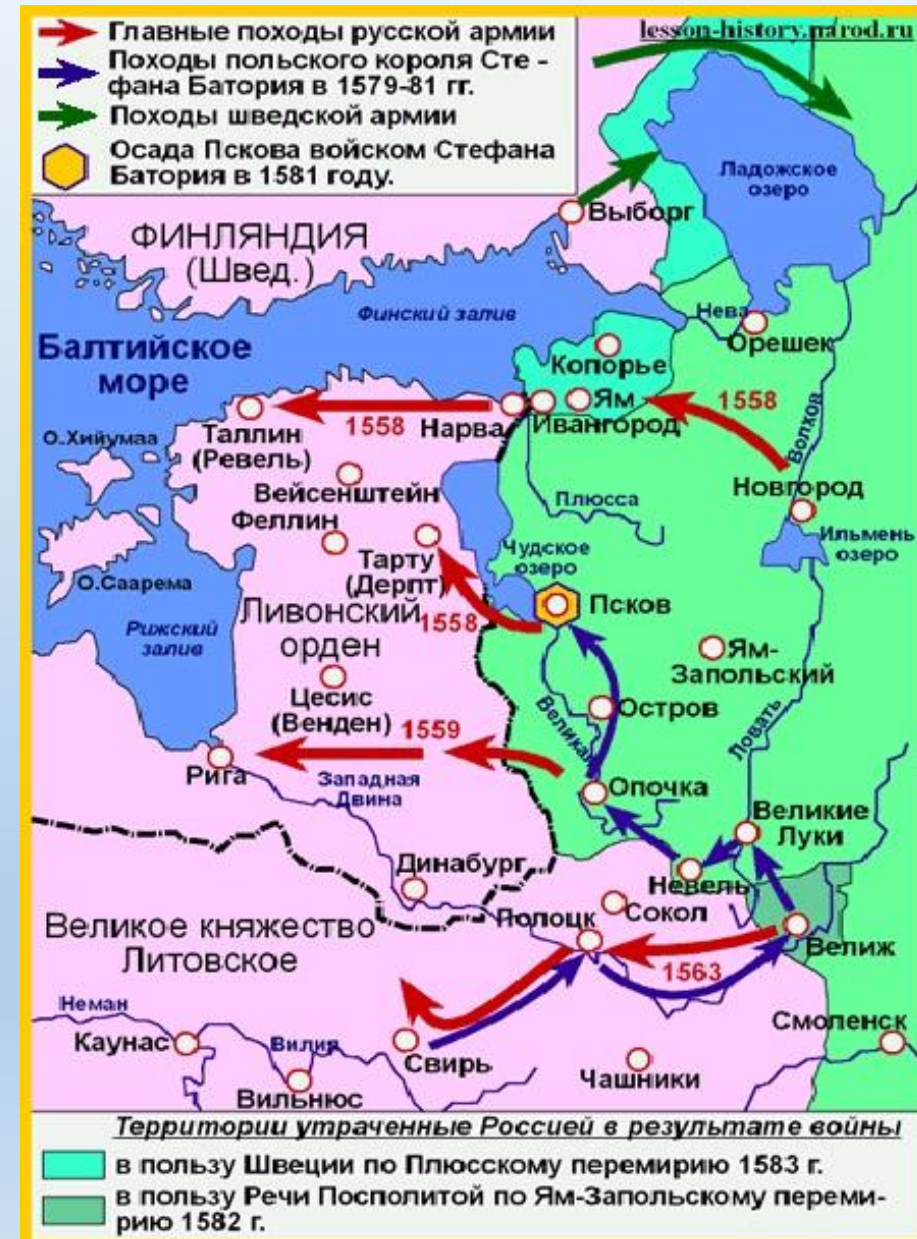 Главные походы русской армии
lesson-history.narod.ru
Походы польского короля Сте -
фана Батория в 1579-81 гг.
Походы шведской армии
Осада Пскова войском Стефана
Батория в 1581 году.
Ладожское
озеро
Выборг
ФИНЛЯНДИЯ
(Швед.)
Финский залив
Нева
Орешек
Балтийское
море
Копорье
Ям
1558
Нарва
Ивангород
1558
Волхов
Таллин
(Ревель)
О.Хийумаа
Вейсенштейн
Новгород
Плюсса
Феллин
Ильмень
озеро
Чудское
озеро
Тарту
(Дерпт)
О.Саарема
Псков
1558
Ливонский
орден
Рижский
залив
Ям-
Запольский
Цесис
(Венден)
Остров
Великая
Ловать
1559
Рига
Западная
Двина
Опочка
Великие
Луки
Динабург
Невель
Сокол
Полоцк
Велиж
Великое княжество
Литовское
1563
Неман
Смоленск
Каунас
Вилия
Свирь
Чашники
Вильнюс
Территории утраченные Россией в результате войны
в пользу Швеции по Плюсскому перемирию 1583 г.
в пользу Речи Посполитой по Ям-Запольскому переми-
рию 1582 г.